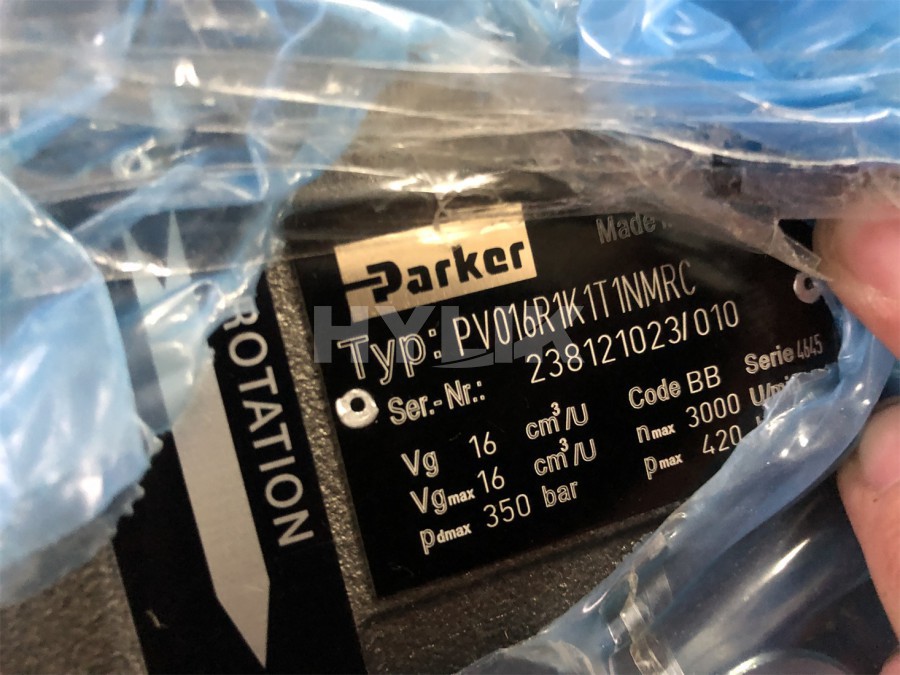 Parker
Made
Typ: PV016R1K1T1NMRC
Ser.-Nr.: 238121023/010
Vg 16 cm³/U Code BB Serie 4645
Vgmax 16 cm³/U nmax 3000
pdmax 350 bar pmax 420
ROTATION
HYLIK